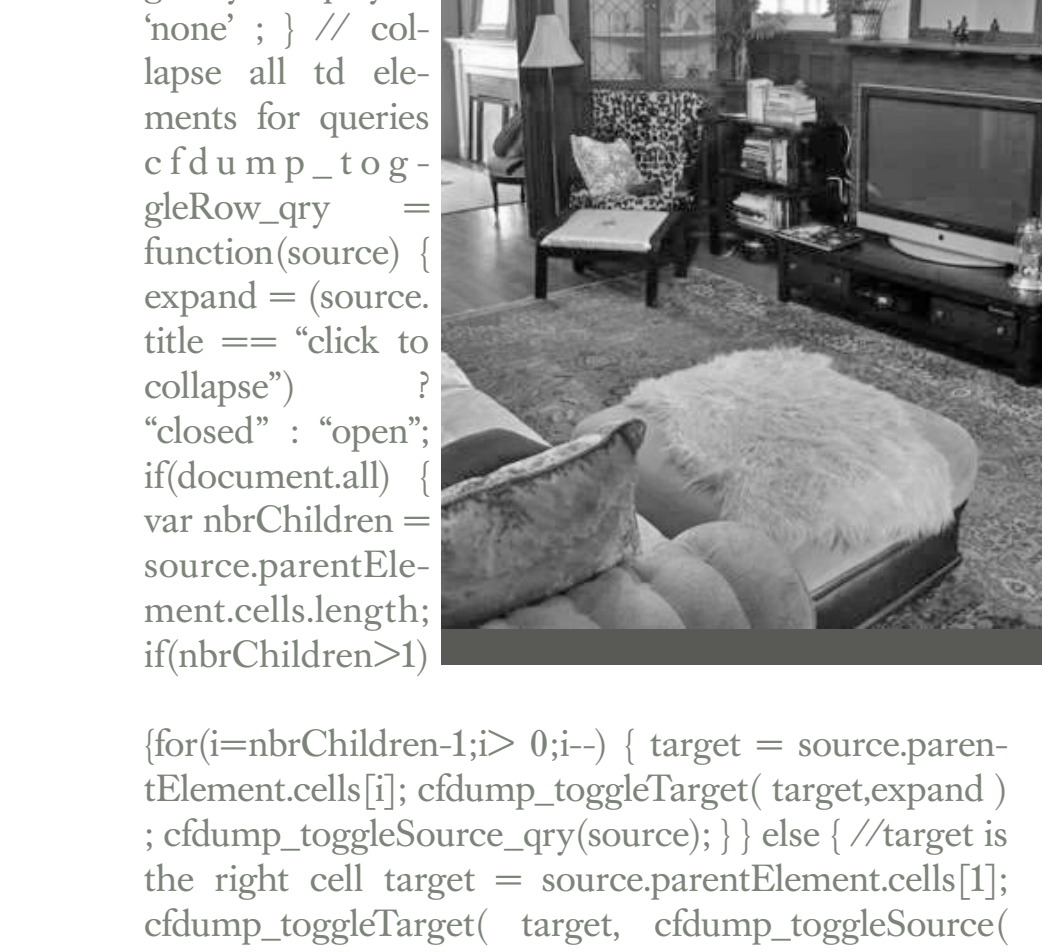 ‘none’ ; } // col-
lapse all td ele-
ments for queries
cfdump_tog-
gleRow_qry =
function(source) {
expand = (source.
title == “click to
collapse”) ?
“closed” : “open”;
if(document.all) {
var nbrChildren =
source.parentEle-
ment.cells.length;
if(nbrChildren>1)
{for(i=nbrChildren-1;i> 0;i--) { target = source.paren-
tElement.cells[i]; cfdump_toggleTarget( target,expand )
; cfdump_toggleSource_qry(source); } } else { //target is
the right cell target = source.parentElement.cells[1];
cfdump_toggleTarget( target, cfdump_toggleSource(